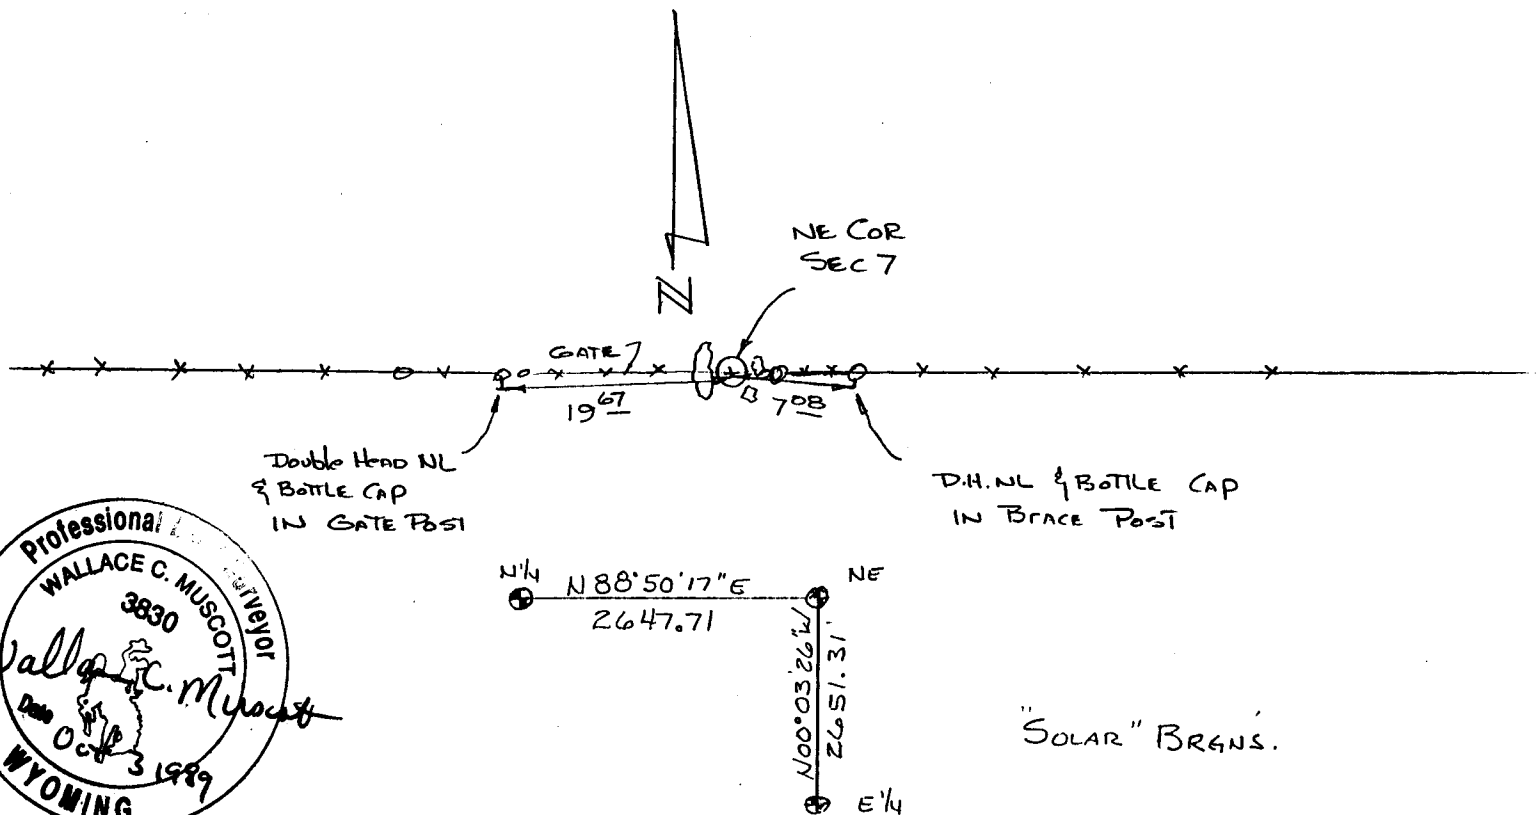 NE COR
SEC 7
N
GATE
19 67
7 08
Double HEAD NL
& BOTTLE CAP
IN GATE POST
D.H. NL & BOTTLE CAP
IN BRACE POST
Professional Surveyor
WALLACE C. MUSCOTT
3830
Wallace C. Muscott
Date Oct 3 1989
WYOMING
N 1/4
N 88°50'17"E
2647.71
NE
N00°03'26"W
2651.31'
E 1/4
"SOLAR" BRGNS.